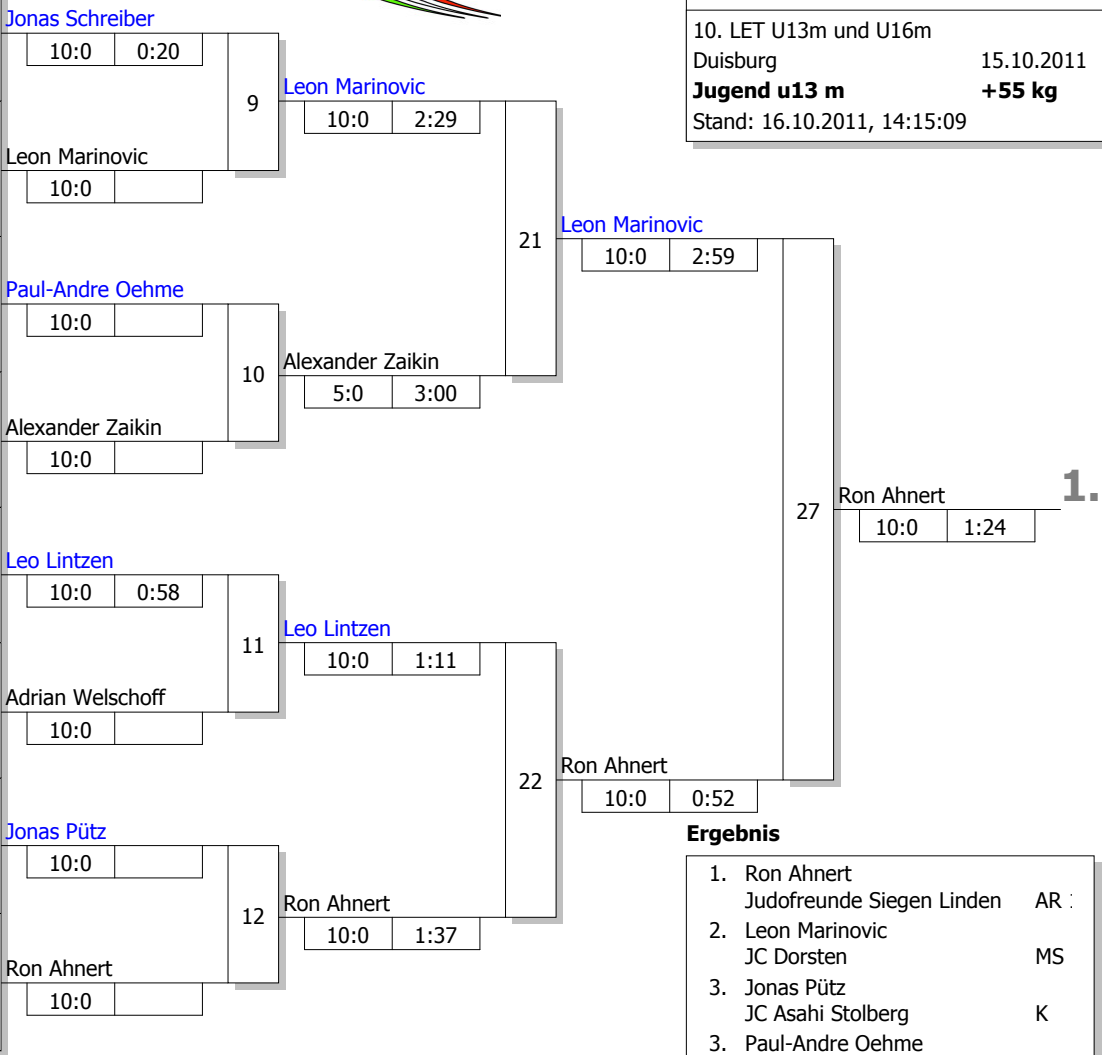 Jonas Schreiber
10:0 0:20
9
Leon Marinovic
10:0 2:29
Leon Marinovic
10:0
21
Leon Marinovic
10:0 2:59
Paul-Andre Oehme
10:0
10
Alexander Zaikin
5:0 3:00
Alexander Zaikin
10:0
27
Ron Ahnert
10:0 1:24
1.
Leo Lintzen
10:0 0:58
11
Leo Lintzen
10:0 1:11
Adrian Welschoff
10:0
22
Ron Ahnert
10:0 0:52
Jonas Pütz
10:0
12
Ron Ahnert
10:0 1:37
Ron Ahnert
10:0
10. LET U13m und U16m
Duisburg 15.10.2011
Jugend u13 m +55 kg
Stand: 16.10.2011, 14:15:09
Ergebnis
1. Ron Ahnert
Judofreunde Siegen Linden AR
2. Leon Marinovic
JC Dorsten MS
3. Jonas Pütz
JC Asahi Stolberg K
3. Paul-Andre Oehme